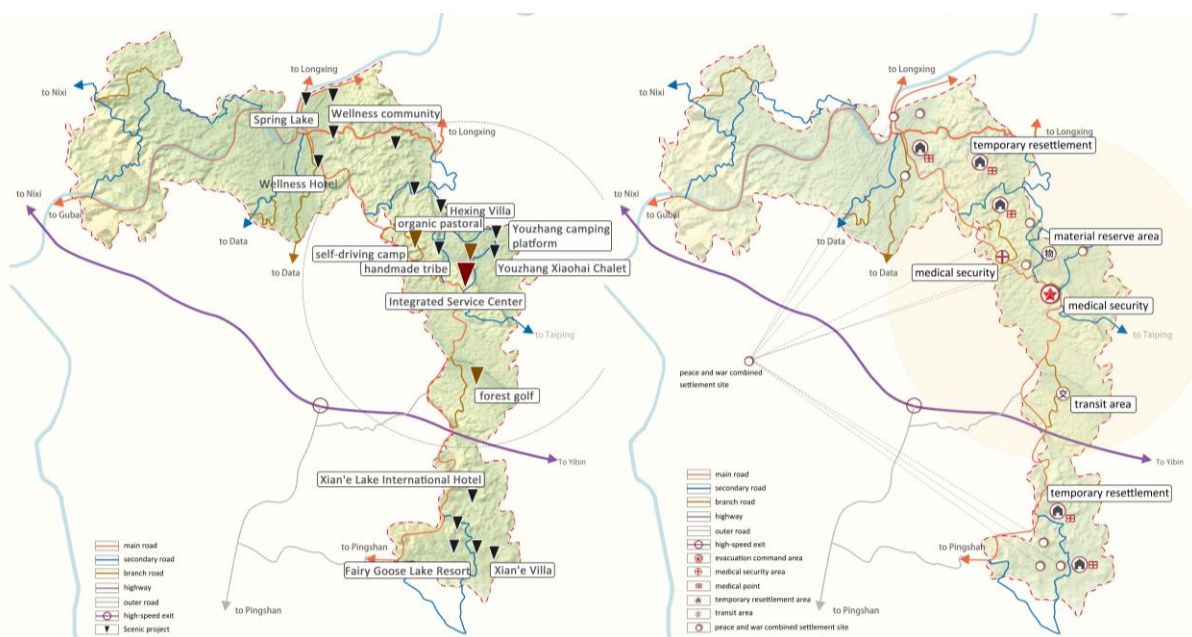 to Longxing
to Nixi
Spring Lake
Wellness community
to Longxing
Wellness Hotel
to Nixi
to Gubai
Hexing Villa
organic pastoral
Youzhang camping
platform
to Data
self-driving camp
handmade tribe
Youzhang Xiaohai Chalet
to Data
Integrated Service Center
to Taiping
forest golf
To Yibin
Xian'e Lake International Hotel
to Pingshan
Fairy Goose Lake Resort
Xian'e Villa
to Pingshan
main road
secondary road
branch road
highway
outer road
high-speed exit
Scenic project
to Longxing
to Nixi
to Longxing
temporary resettlement
to Nixi
to Gubai
material reserve area
物
to Data
medical security
to Data
medical security
to Taiping
peace and war combined
settlement site
transit area
To Yibin
temporary resettlement
to Pingshan
to Pingshan
main road
secondary road
branch road
highway
outer road
high-speed exit
evacuation command area
medical security area
medical point
temporary resettlement area
transit area
peace and war combined settlement site